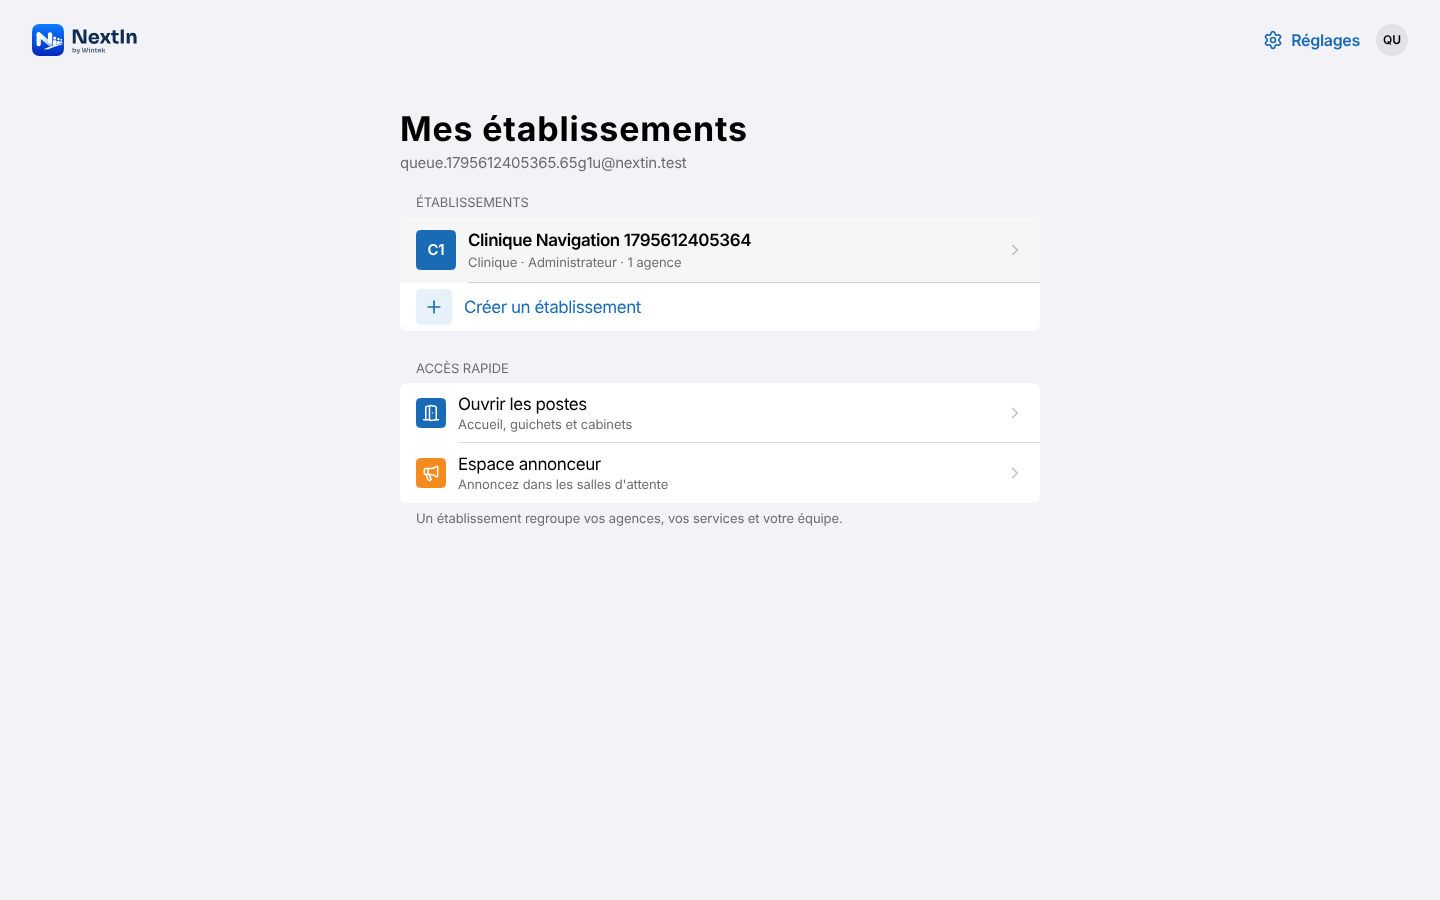 NextIn
by Wintek
Réglages
QU
Mes établissements
queue.1795612405365.65g1u@nextin.test
ÉTABLISSEMENTS
C1
Clinique Navigation 1795612405364
Clinique · Administrateur · 1 agence
Créer un établissement
ACCÈS RAPIDE
Ouvrir les postes
Accueil, guichets et cabinets
Espace annonceur
Annoncez dans les salles d'attente
Un établissement regroupe vos agences, vos services et votre équipe.